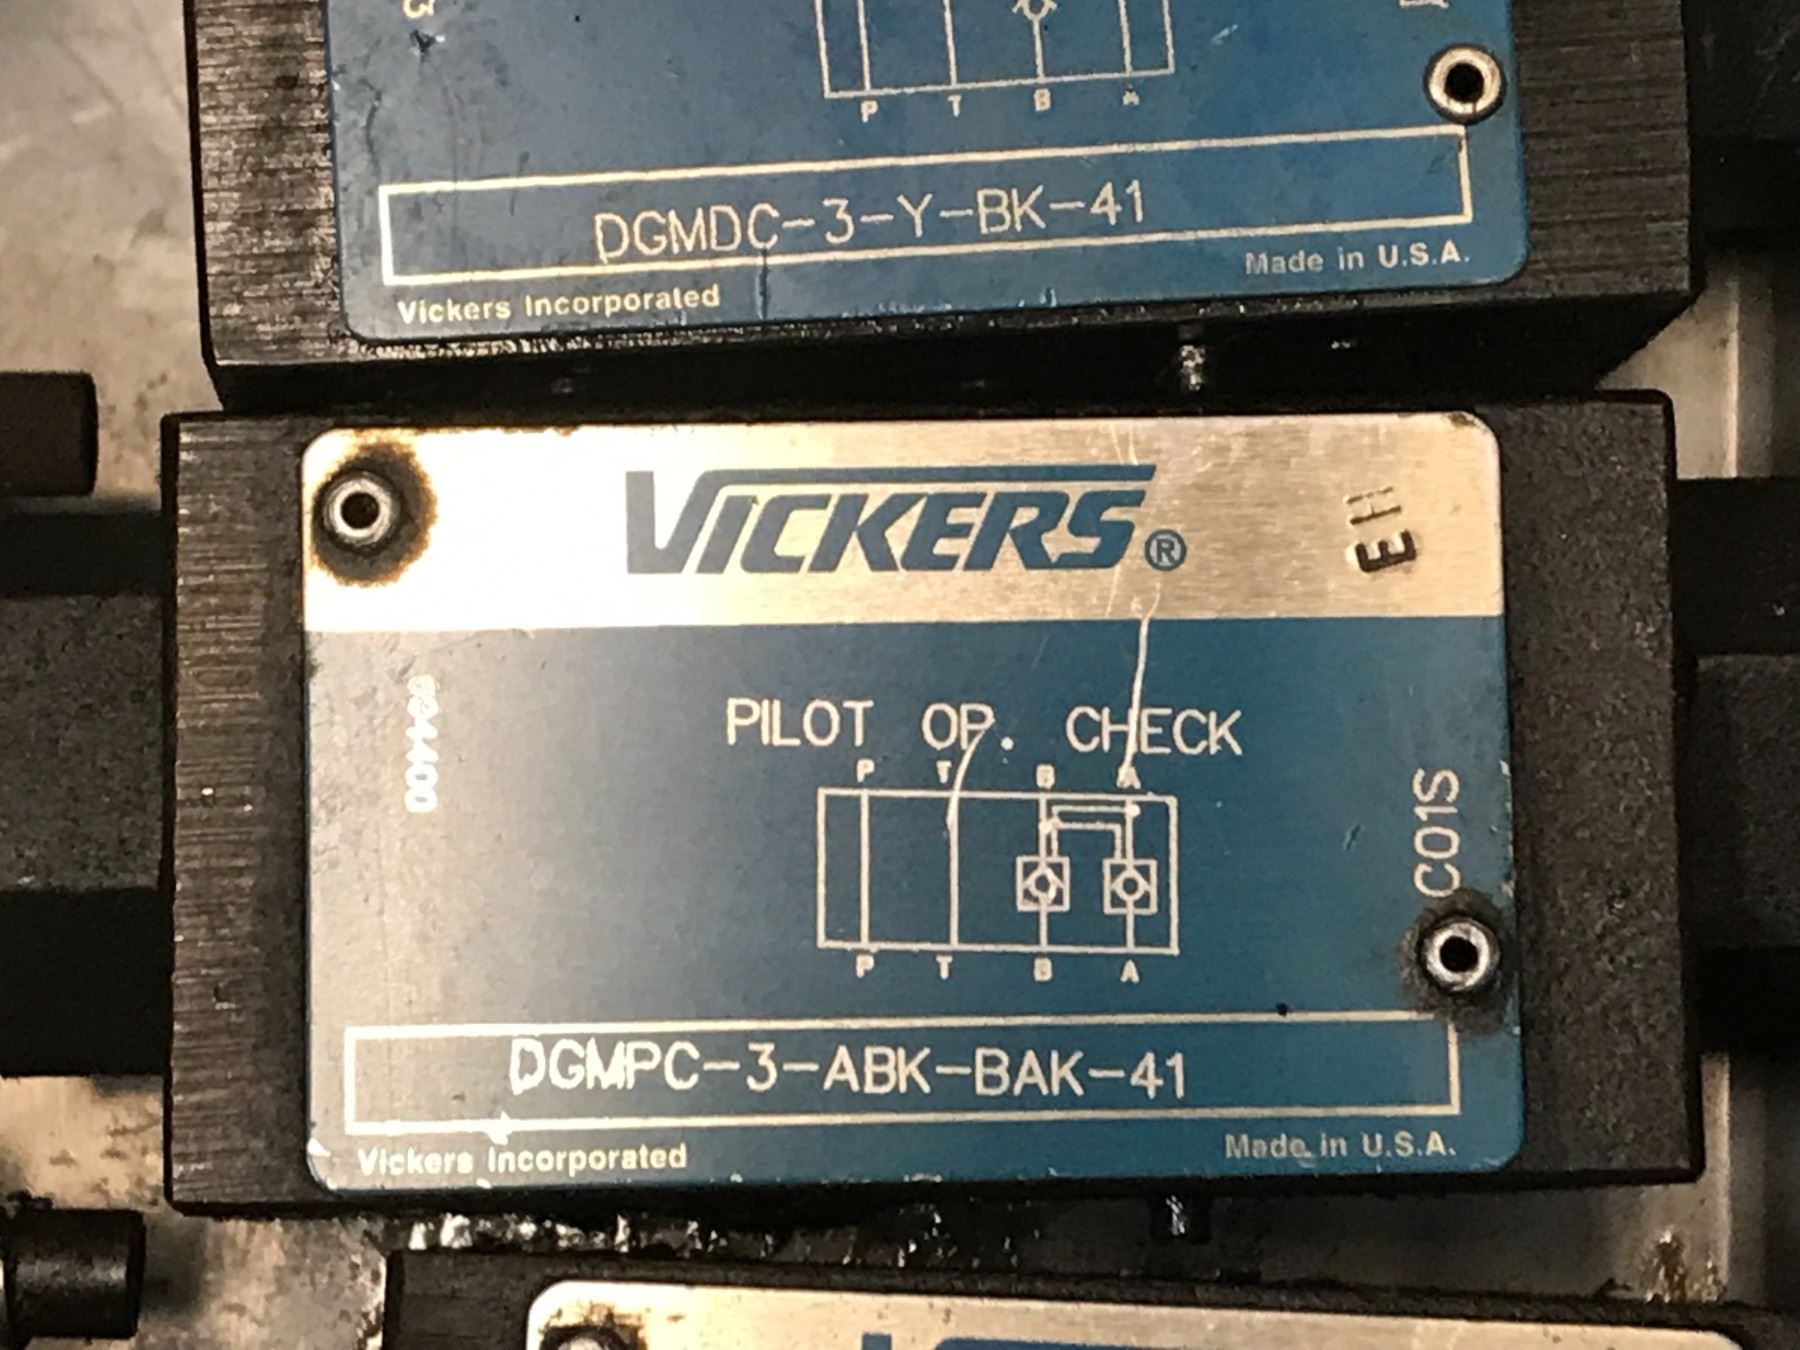 P T B A
DGMDC-3-Y-BK-41
Made in U.S.A.
Vickers Incorporated
VICKERS®
EH
PILOT OP. CHECK
P T B A
C01S
P T B A
DGMPC-3-ABK-BAK-41
Vickers Incorporated
Made in U.S.A.